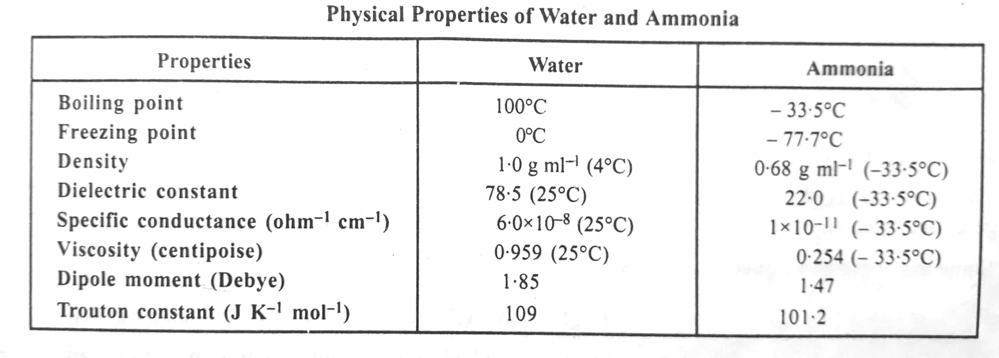 Physical Properties of Water and Ammonia
Properties Water Ammonia
Boiling point 100°C – 33·5°C
Freezing point 0°C – 77·7°C
Density 1·0 g ml⁻¹ (4°C) 0·68 g ml⁻¹ (–33·5°C)
Dielectric constant 78·5 (25°C) 22·0 (–33·5°C)
Specific conductance (ohm⁻¹ cm⁻¹) 6·0×10⁻⁸ (25°C) 1×10⁻¹¹ (– 33·5°C)
Viscosity (centipoise) 0·959 (25°C) 0·254 (– 33·5°C)
Dipole moment (Debye) 1·85 1·47
Trouton constant (J K⁻¹ mol⁻¹) 109 101·2